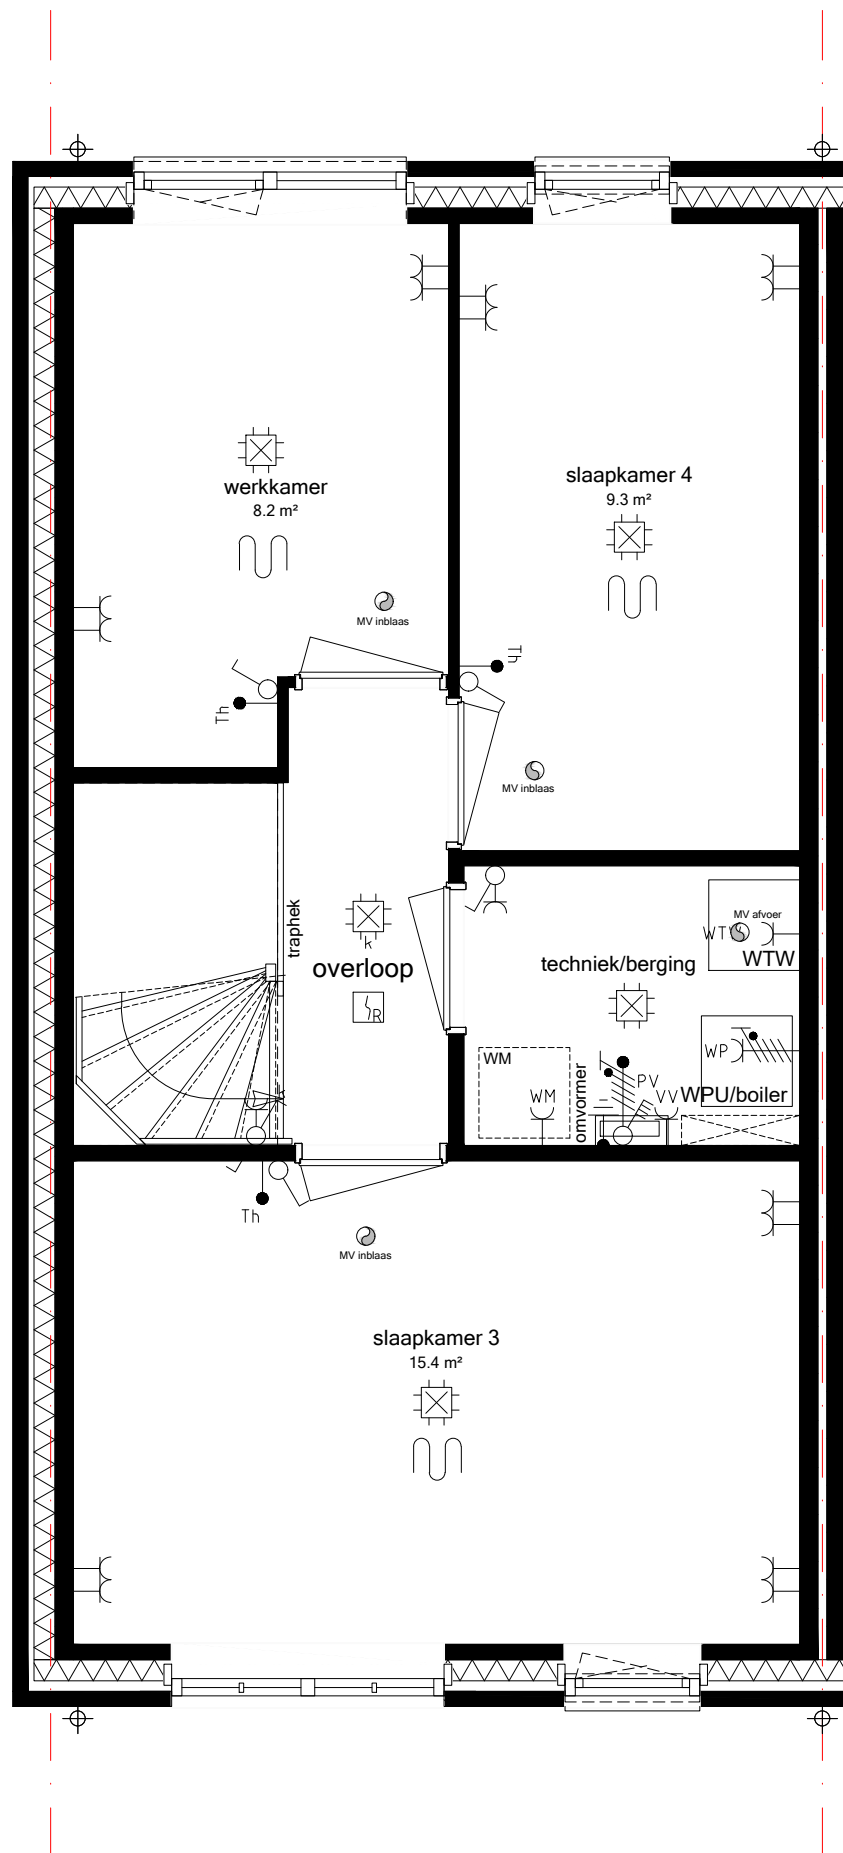 werkkamer
8.2 m²
slaapkamer 4
9.3 m²
MV inblaas
Th
Th
MV inblaas
traphek
k
overloop
R
MV afvoer
WTW
WTW
techniek/berging
WM
WM
omvormer
PV
VV
WP
WPU/boiler
Th
MV inblaas
slaapkamer 3
15.4 m²